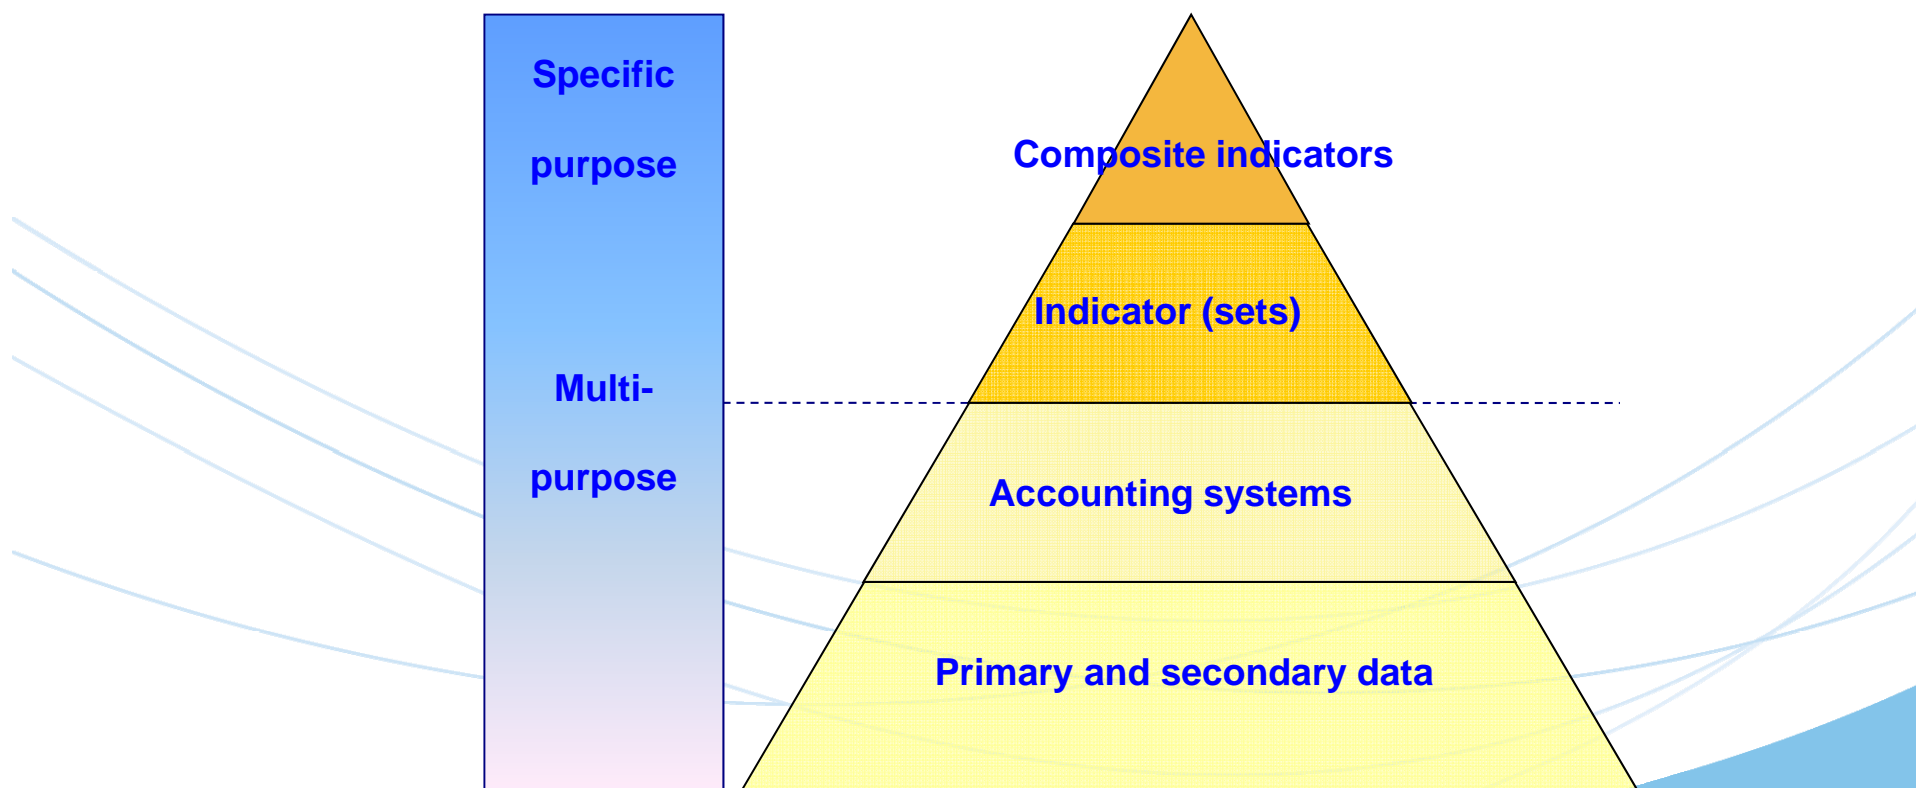 Specific
purpose
Multi-
purpose
Composite indicators
Indicator (sets)
Accounting systems
Primary and secondary data